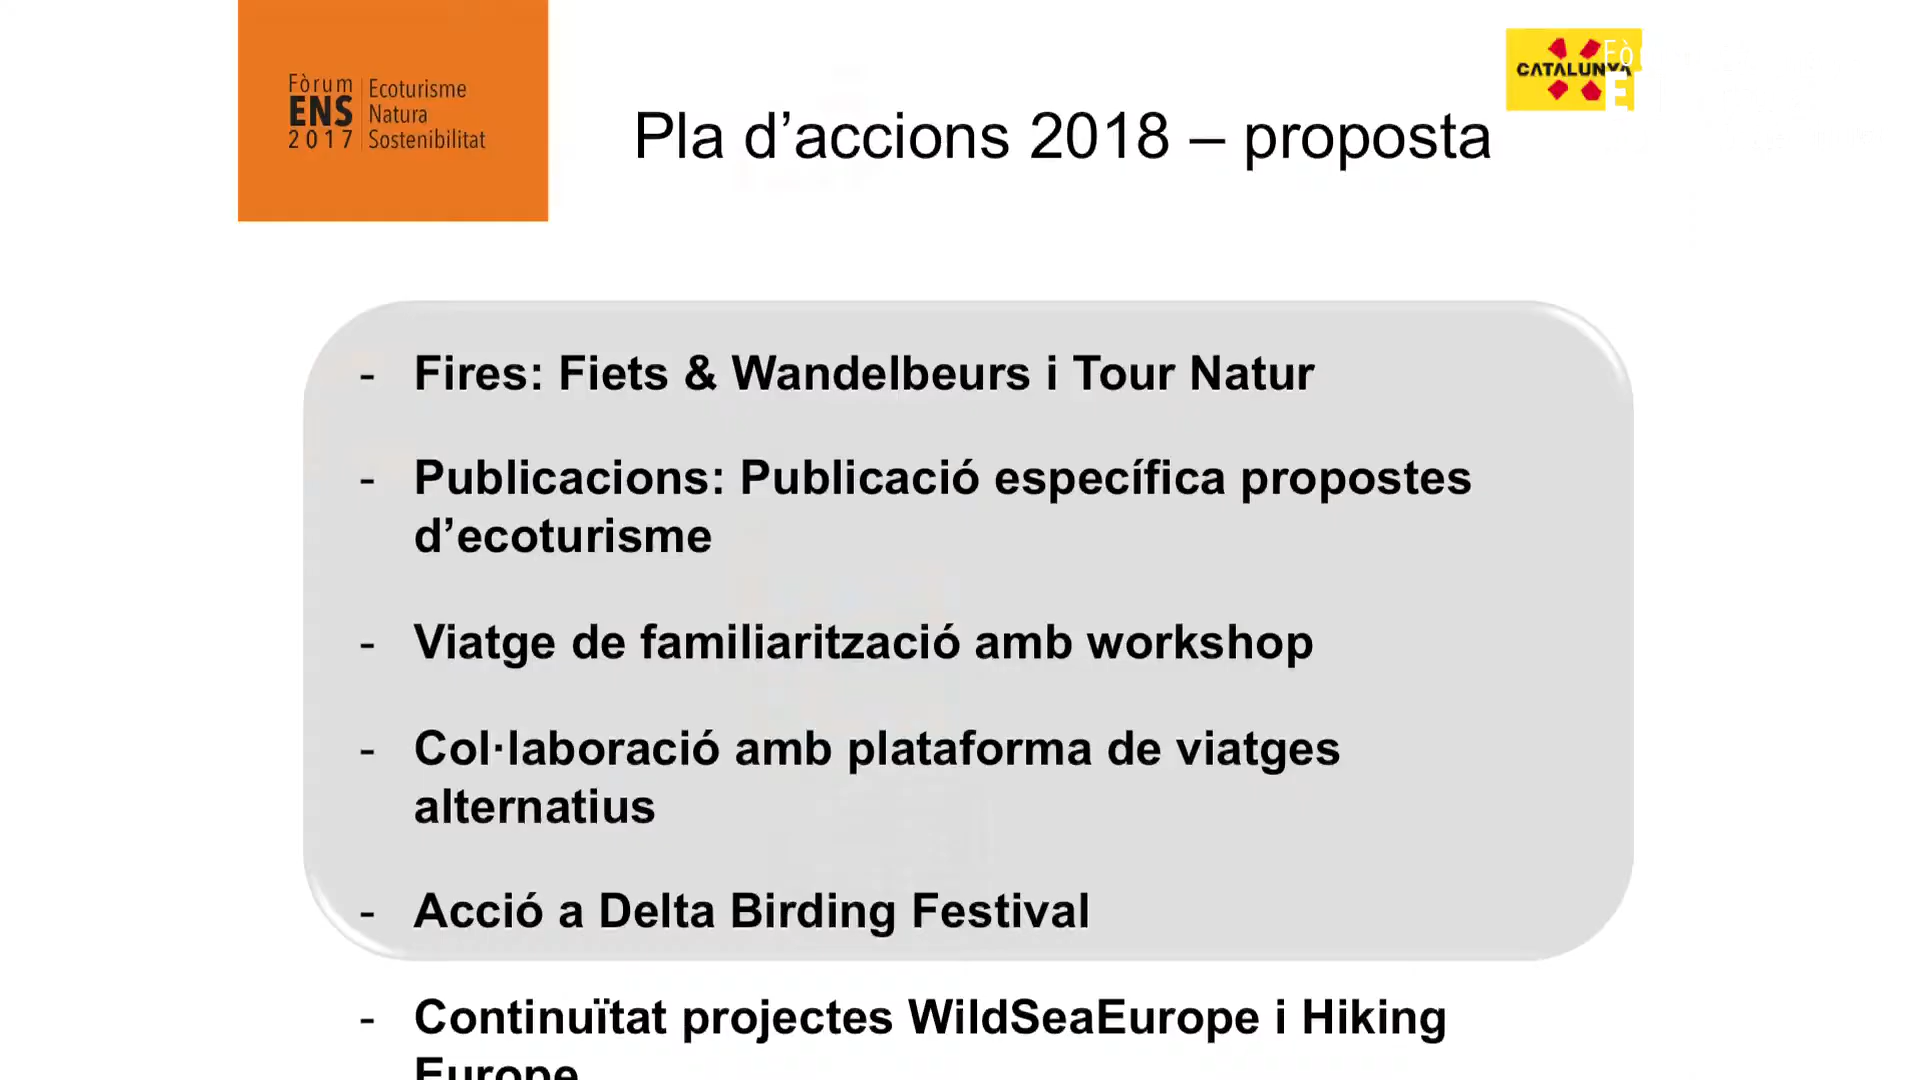 Fòrum
ENS
2017
Ecoturisme
Natura
Sostenibilitat
CATALUNYA
Pla d’accions 2018 – proposta
- Fires: Fiets & Wandelbeurs i Tour Natur
- Publicacions: Publicació específica propostes
d’ecoturisme
- Viatge de familiarització amb workshop
- Col·laboració amb plataforma de viatges
alternatius
- Acció a Delta Birding Festival
- Continuïtat projectes WildSeaEurope i Hiking
Europe